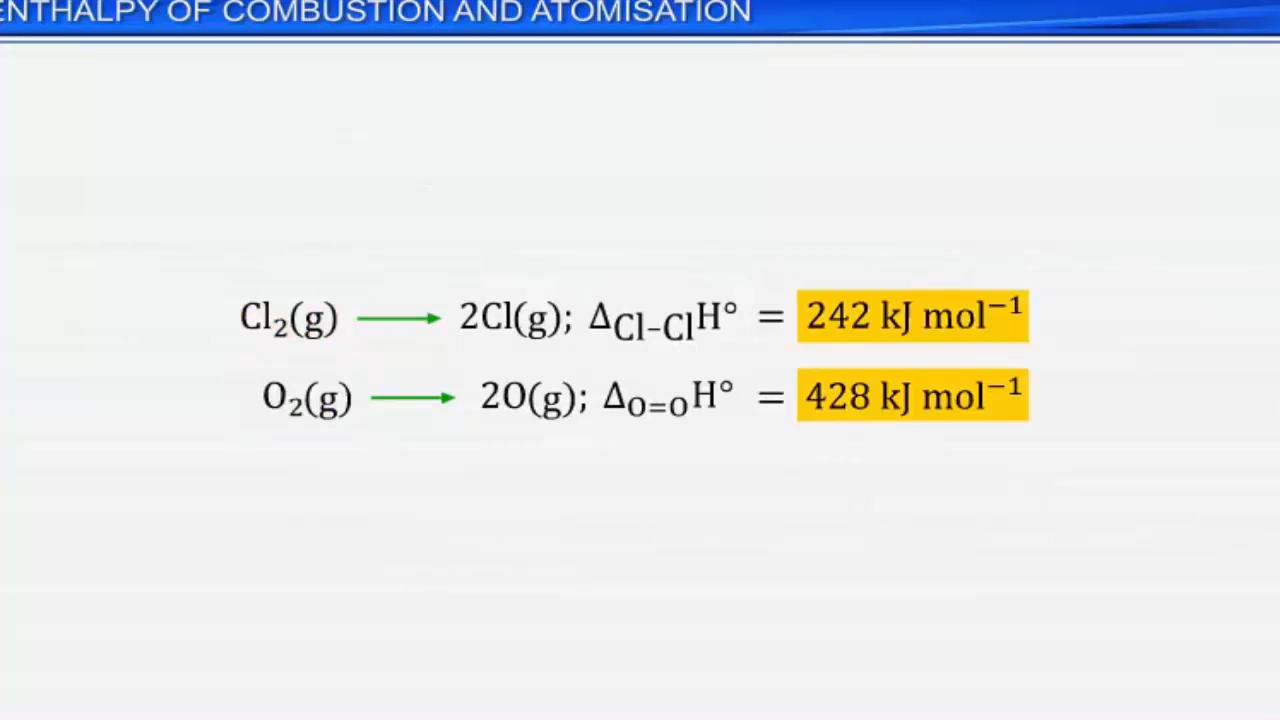 ENTHALPY OF COMBUSTION AND ATOMISATION
Cl₂(g) ⟶ 2Cl(g); Δ_Cl–Cl H° = 242 kJ mol⁻¹
O₂(g) ⟶ 2O(g); Δ_O=O H° = 428 kJ mol⁻¹